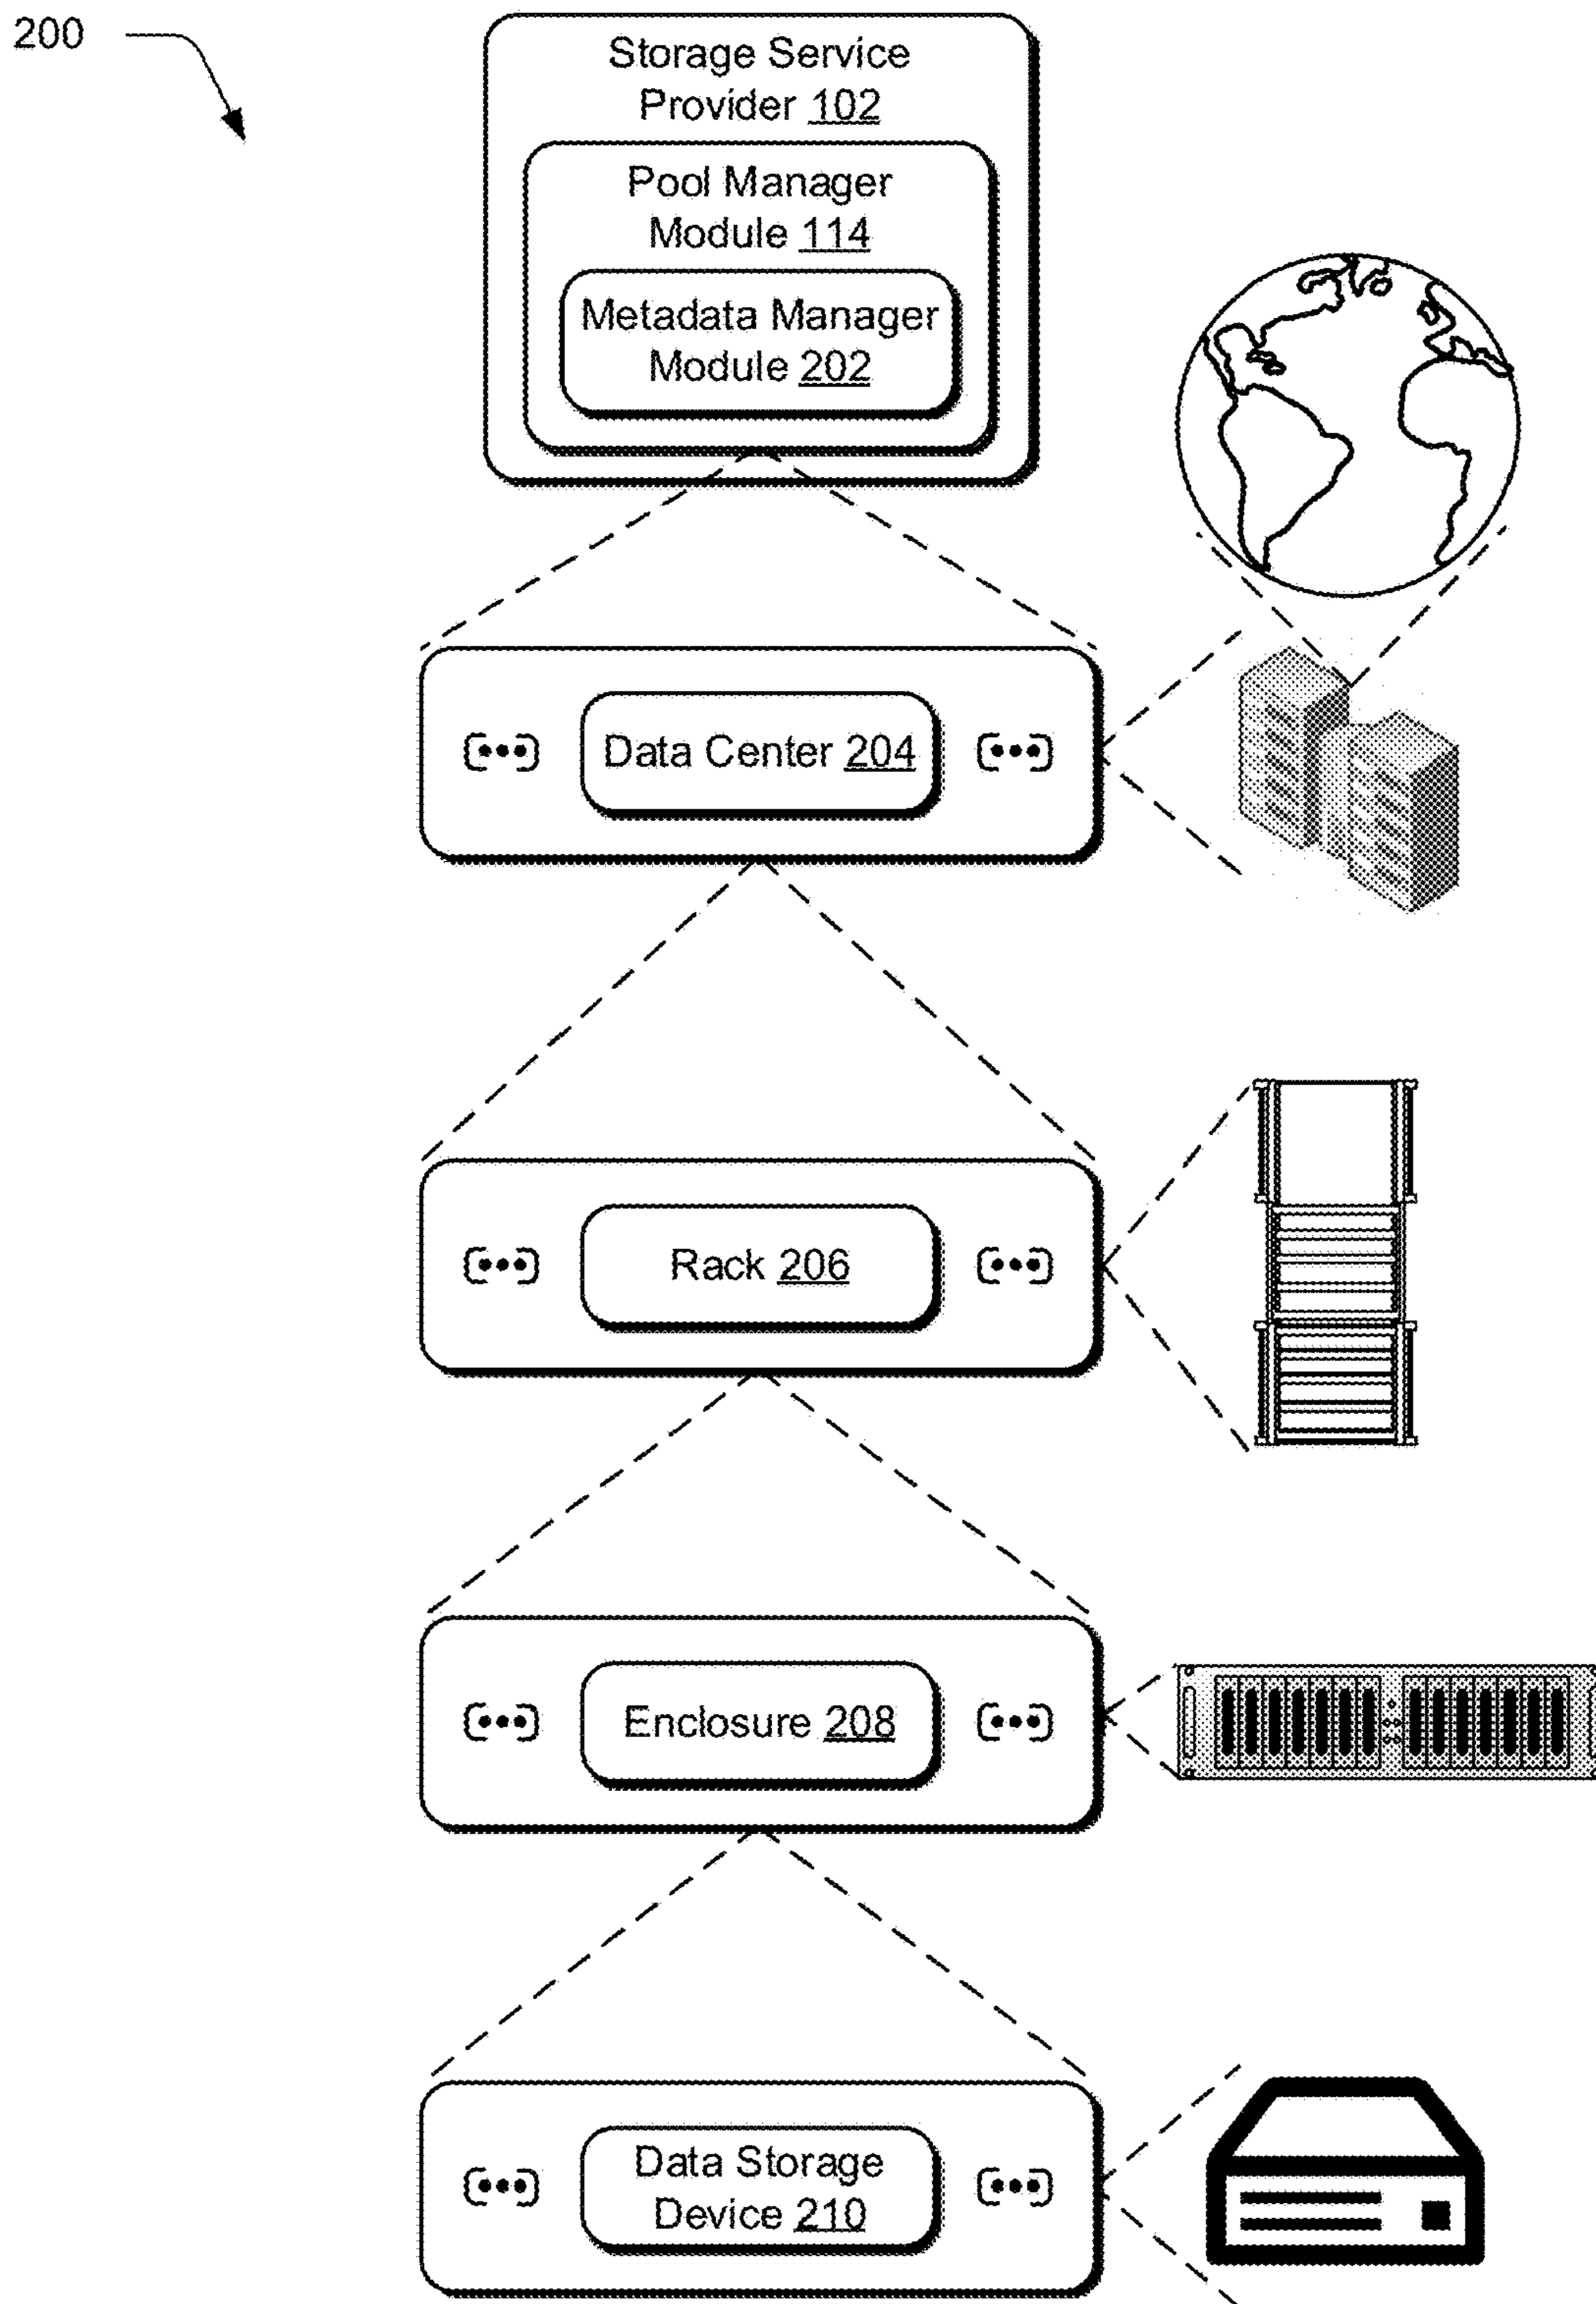 200
Storage Service
Provider 102
Pool Manager
Module 114
Metadata Manager
Module 202
Data Center 204
Rack 206
Enclosure 208
Data Storage
Device 210